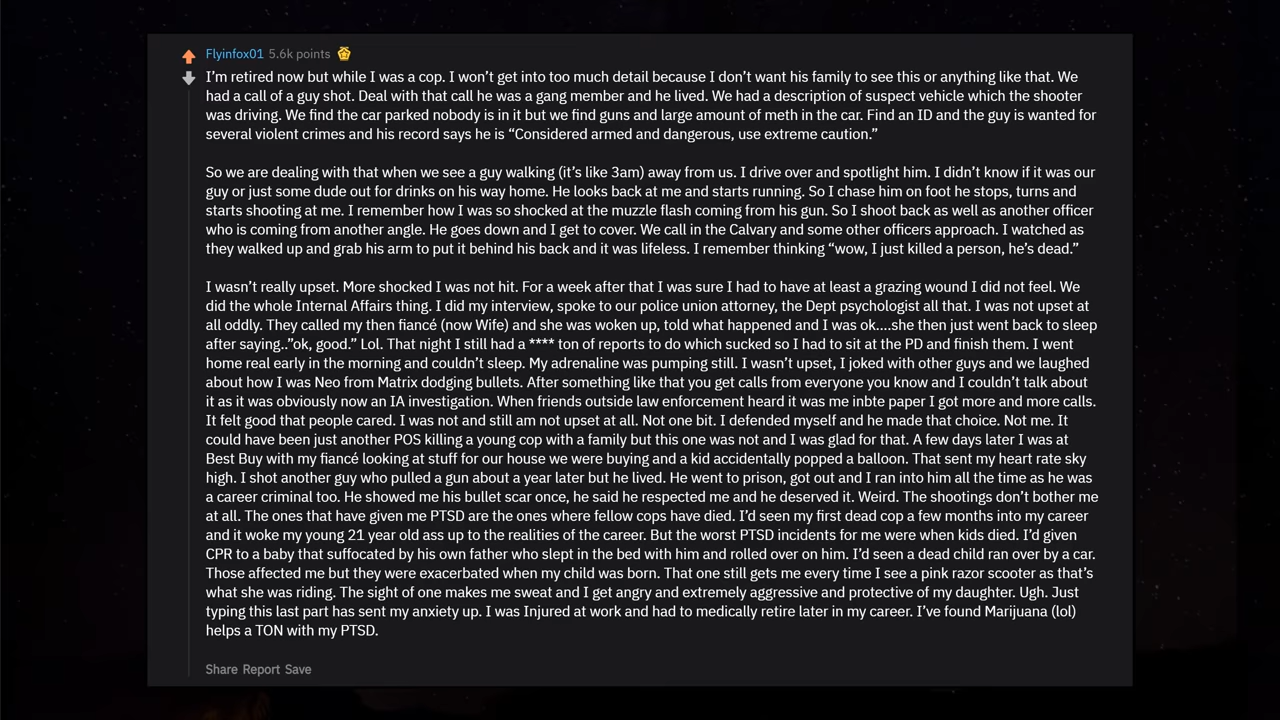 Flyinfox01 5.6k points
I’m retired now but while I was a cop. I won’t get into too much detail because I don’t want his family to see this or anything like that. We
had a call of a guy shot. Deal with that call he was a gang member and he lived. We had a description of suspect vehicle which the shooter
was driving. We find the car parked nobody is in it but we find guns and large amount of meth in the car. Find an ID and the guy is wanted for
several violent crimes and his record says he is “Considered armed and dangerous, use extreme caution.”
So we are dealing with that when we see a guy walking (it’s like 3am) away from us. I drive over and spotlight him. I didn’t know if it was our
guy or just some dude out for drinks on his way home. He looks back at me and starts running. So I chase him on foot he stops, turns and
starts shooting at me. I remember how I was so shocked at the muzzle flash coming from his gun. So I shoot back as well as another officer
who is coming from another angle. He goes down and I get to cover. We call in the Calvary and some other officers approach. I watched as
they walked up and grab his arm to put it behind his back and it was lifeless. I remember thinking “wow, I just killed a person, he’s dead.”
I wasn’t really upset. More shocked I was not hit. For a week after that I was sure I had to have at least a grazing wound I did not feel. We
did the whole Internal Affairs thing. I did my interview, spoke to our police union attorney, the Dept psychologist all that. I was not upset at
all oddly. They called my then fiancé (now Wife) and she was woken up, told what happened and I was ok....she then just went back to sleep
after saying..”ok, good.” Lol. That night I still had a **** ton of reports to do which sucked so I had to sit at the PD and finish them. I went
home real early in the morning and couldn’t sleep. My adrenaline was pumping still. I wasn’t upset, I joked with other guys and we laughed
about how I was Neo from Matrix dodging bullets. After something like that you get calls from everyone you know and I couldn’t talk about
it as it was obviously now an IA investigation. When friends outside law enforcement heard it was me inbte paper I got more and more calls.
It felt good that people cared. I was not and still am not upset at all. Not one bit. I defended myself and he made that choice. Not me. It
could have been just another POS killing a young cop with a family but this one was not and I was glad for that. A few days later I was at
Best Buy with my fiancé looking at stuff for our house we were buying and a kid accidentally popped a balloon. That sent my heart rate sky
high. I shot another guy who pulled a gun about a year later but he lived. He went to prison, got out and I ran into him all the time as he was
a career criminal too. He showed me his bullet scar once, he said he respected me and he deserved it. Weird. The shootings don’t bother me
at all. The ones that have given me PTSD are the ones where fellow cops have died. I’d seen my first dead cop a few months into my career
and it woke my young 21 year old ass up to the realities of the career. But the worst PTSD incidents for me were when kids died. I’d given
CPR to a baby that suffocated by his own father who slept in the bed with him and rolled over on him. I’d seen a dead child ran over by a car.
Those affected me but they were exacerbated when my child was born. That one still gets me every time I see a pink razor scooter as that’s
what she was riding. The sight of one makes me sweat and I get angry and extremely aggressive and protective of my daughter. Ugh. Just
typing this last part has sent my anxiety up. I was Injured at work and had to medically retire later in my career. I’ve found Marijuana (lol)
helps a TON with my PTSD.
Share Report Save